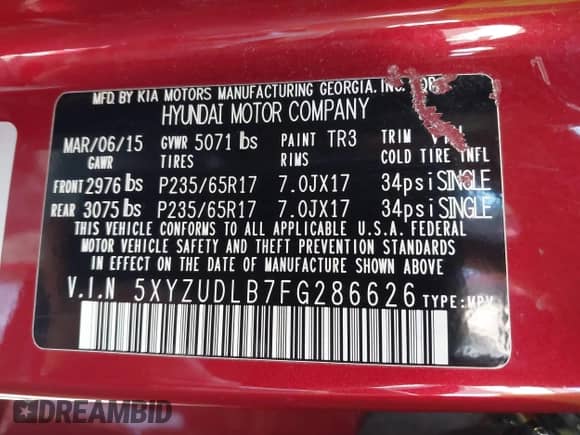 MFD.BY KIA MOTORS MANUFACTURING GEORGIA.INC.
HYUNDAI MOTOR COMPANY
MAR/06/15 GVWR 5071 lbs PAINT TR3 TRIM
GAWR TIRES RIMS COLD TIRE INFL
FRONT 2976 lbs P235/65R17 7.0JX17 34psi SINGLE
REAR 3075 lbs P235/65R17 7.0JX17 34psi SINGLE
THIS VEHICLE CONFORMS TO ALL APPLICABLE U.S.A. FEDERAL
MOTOR VEHICLE SAFETY AND THEFT PREVENTION STANDARDS
IN EFFECT ON THE DATE OF MANUFACTURE SHOWN ABOVE
V.I.N 5XYZUDLB7FG286626 TYPE:MPV
DREAMBID